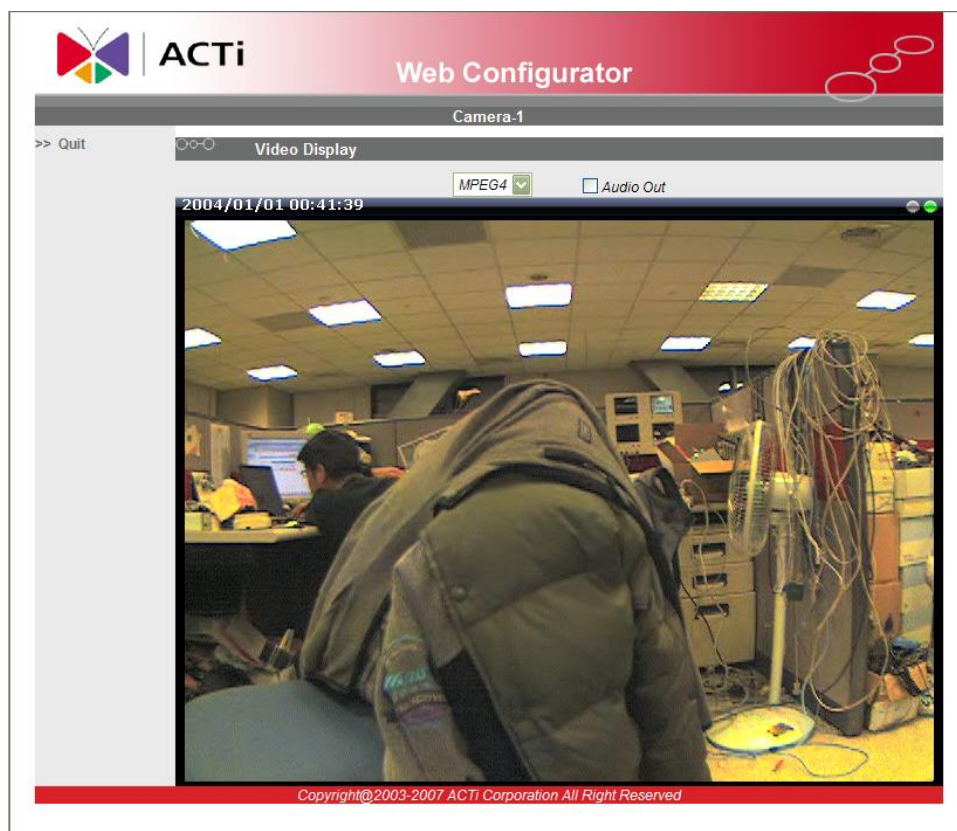 ACTi
Web Configurator
Camera-1
>> Quit
Video Display
MPEG4
Audio Out
2004/01/01 00:41:39
Copyright@2003-2007 ACTi Corporation All Right Reserved